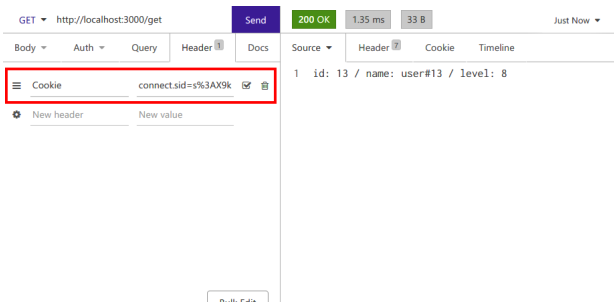 GET http://localhost:3000/get Send 200 OK 1.35 ms 33 B Just Now
Body Auth Query Header 1 Docs Source Header 7 Cookie Timeline
Cookie connect.sid=s%3AX9k
1 id: 13 / name: user#13 / level: 8
New header New value
Bulk Edit